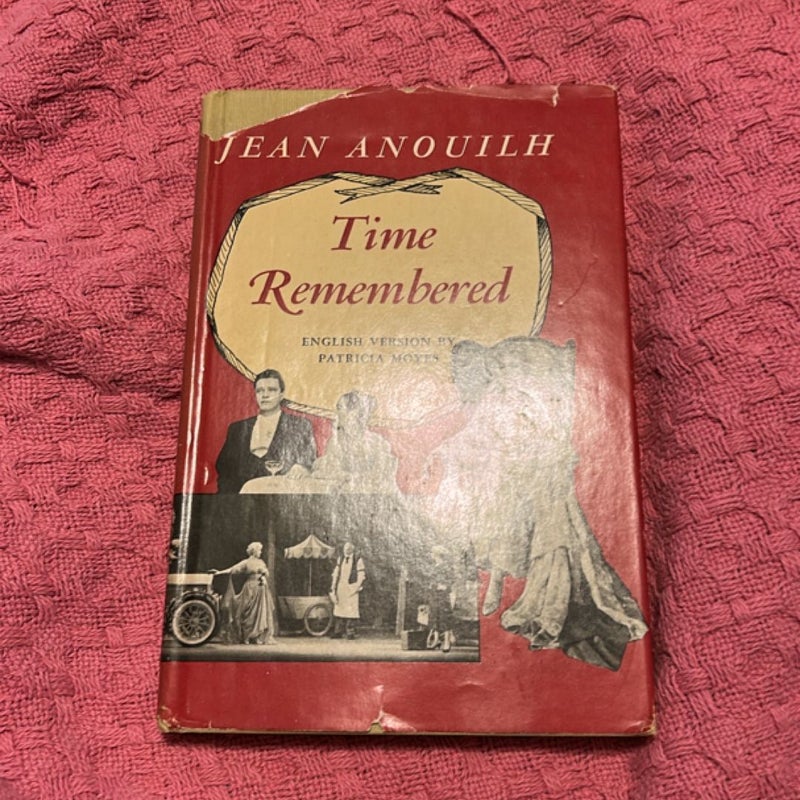 JEAN ANOUILH
Time
Remembered
ENGLISH VERSION BY
PATRICIA MOYES